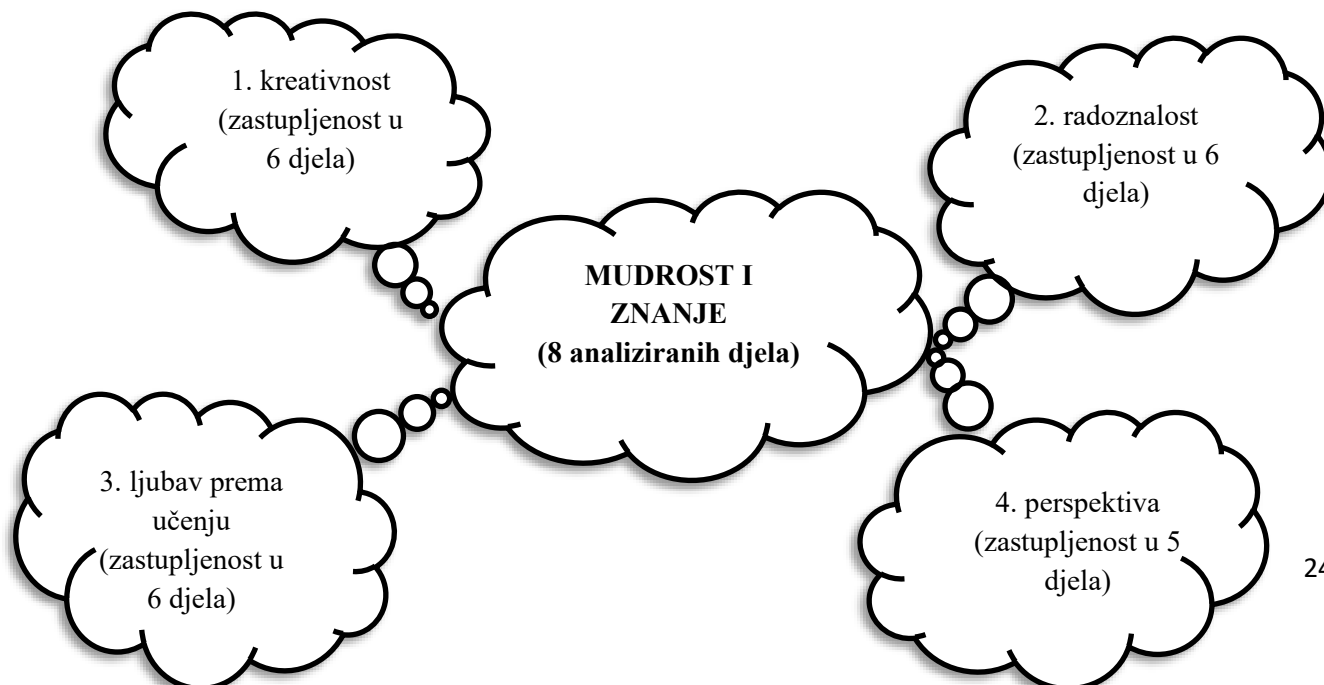 1. kreativnost
(zastupljenost u
6 djela)
2. radoznalost
(zastupljenost u 6
djela)
MUDROST I
ZNANJE
(8 analiziranih djela)
3. ljubav prema
učenju
(zastupljenost u
6 djela)
4. perspektiva
(zastupljenost u 5
djela)
24